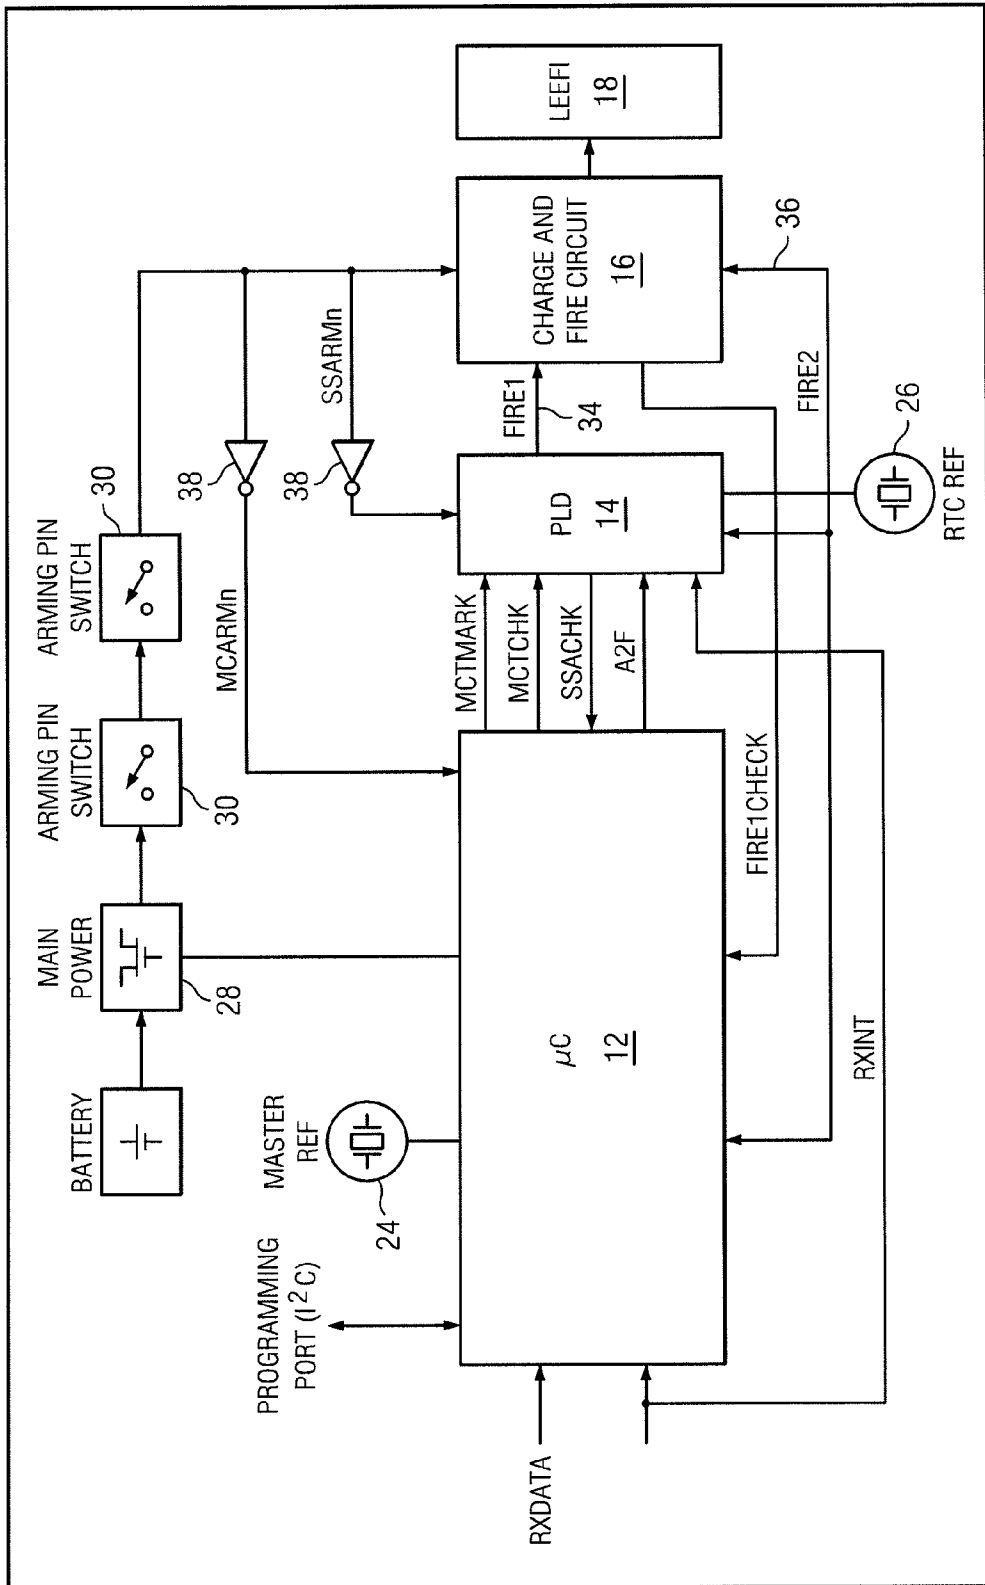 BATTERY
MAIN
POWER
28
ARMING PIN
SWITCH
30
ARMING PIN
SWITCH
30
PROGRAMMING
PORT (I²C)
MASTER
REF
24
MCARMn
38
SSARMn
38
RXDATA
µC
12
MCTMARK
MCTCHK
SSACHK
A2F
PLD
14
FIRE1
34
CHARGE AND
FIRE CIRCUIT
16
LEEFI
18
FIRE1CHECK
FIRE2
36
RXINT
26
RTC REF